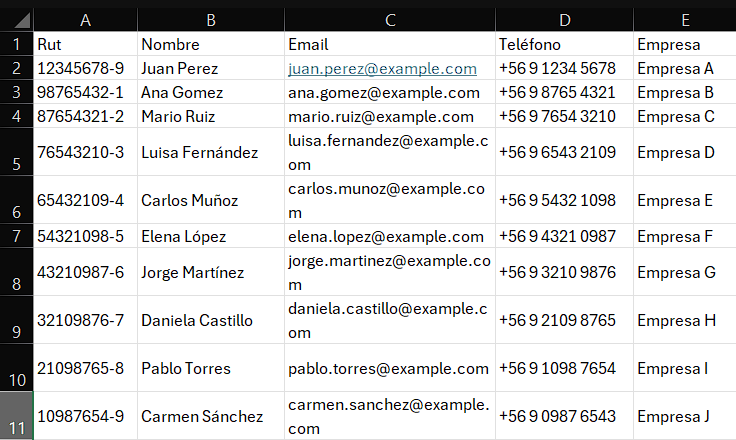 A B C D E
1 Rut Nombre Email Teléfono Empresa
2 12345678-9 Juan Perez juan.perez@example.com +56 9 1234 5678 Empresa A
3 98765432-1 Ana Gomez ana.gomez@example.com +56 9 8765 4321 Empresa B
4 87654321-2 Mario Ruiz mario.ruiz@example.com +56 9 7654 3210 Empresa C
5 76543210-3 Luisa Fernández luisa.fernandez@example.c
om +56 9 6543 2109 Empresa D
6 65432109-4 Carlos Muñoz carlos.munoz@example.co
m +56 9 5432 1098 Empresa E
7 54321098-5 Elena López elena.lopez@example.com +56 9 4321 0987 Empresa F
8 43210987-6 Jorge Martínez jorge.martinez@example.co
m +56 9 3210 9876 Empresa G
9 32109876-7 Daniela Castillo daniela.castillo@example.c
om +56 9 2109 8765 Empresa H
10 21098765-8 Pablo Torres pablo.torres@example.com +56 9 1098 7654 Empresa I
11 10987654-9 Carmen Sánchez carmen.sanchez@example.
com +56 9 0987 6543 Empresa J